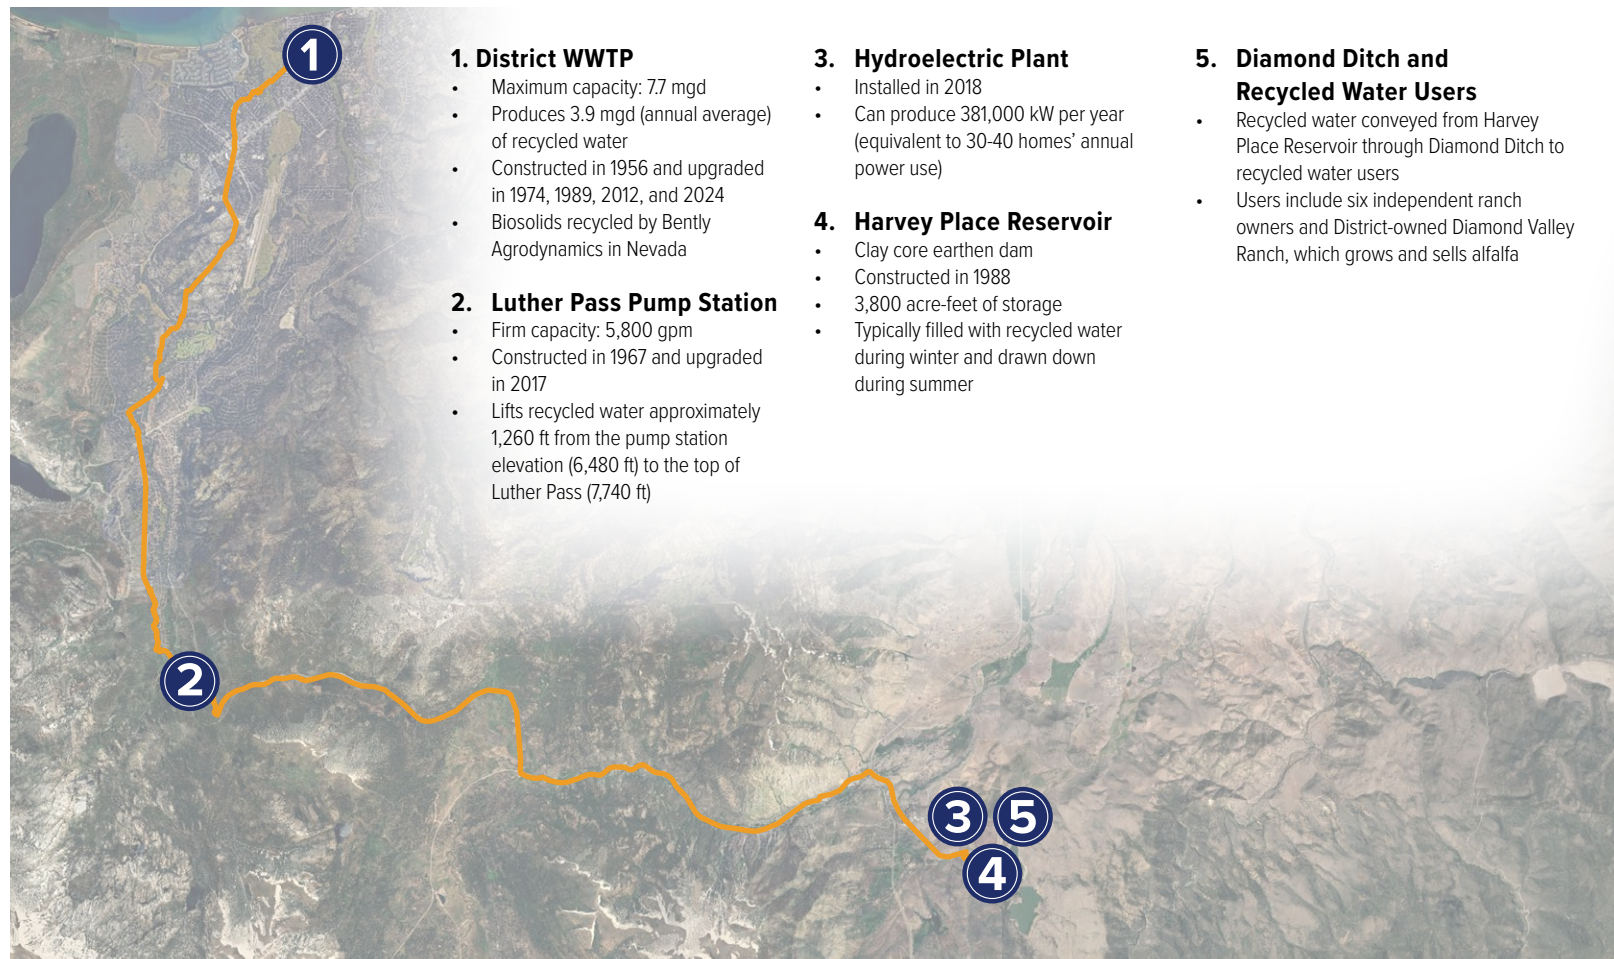 1. District WWTP
• Maximum capacity: 7.7 mgd
• Produces 3.9 mgd (annual average)
of recycled water
• Constructed in 1956 and upgraded
in 1974, 1989, 2012, and 2024
• Biosolids recycled by Bently
Agrodynamics in Nevada
2. Luther Pass Pump Station
• Firm capacity: 5,800 gpm
• Constructed in 1967 and upgraded
in 2017
• Lifts recycled water approximately
1,260 ft from the pump station
elevation (6,480 ft) to the top of
Luther Pass (7,740 ft)
3. Hydroelectric Plant
• Installed in 2018
• Can produce 381,000 kW per year
(equivalent to 30-40 homes’ annual
power use)
4. Harvey Place Reservoir
• Clay core earthen dam
• Constructed in 1988
• 3,800 acre-feet of storage
• Typically filled with recycled water
during winter and drawn down
during summer
5. Diamond Ditch and
Recycled Water Users
• Recycled water conveyed from Harvey
Place Reservoir through Diamond Ditch to
recycled water users
• Users include six independent ranch
owners and District-owned Diamond Valley
Ranch, which grows and sells alfalfa
1
2
3
5
4